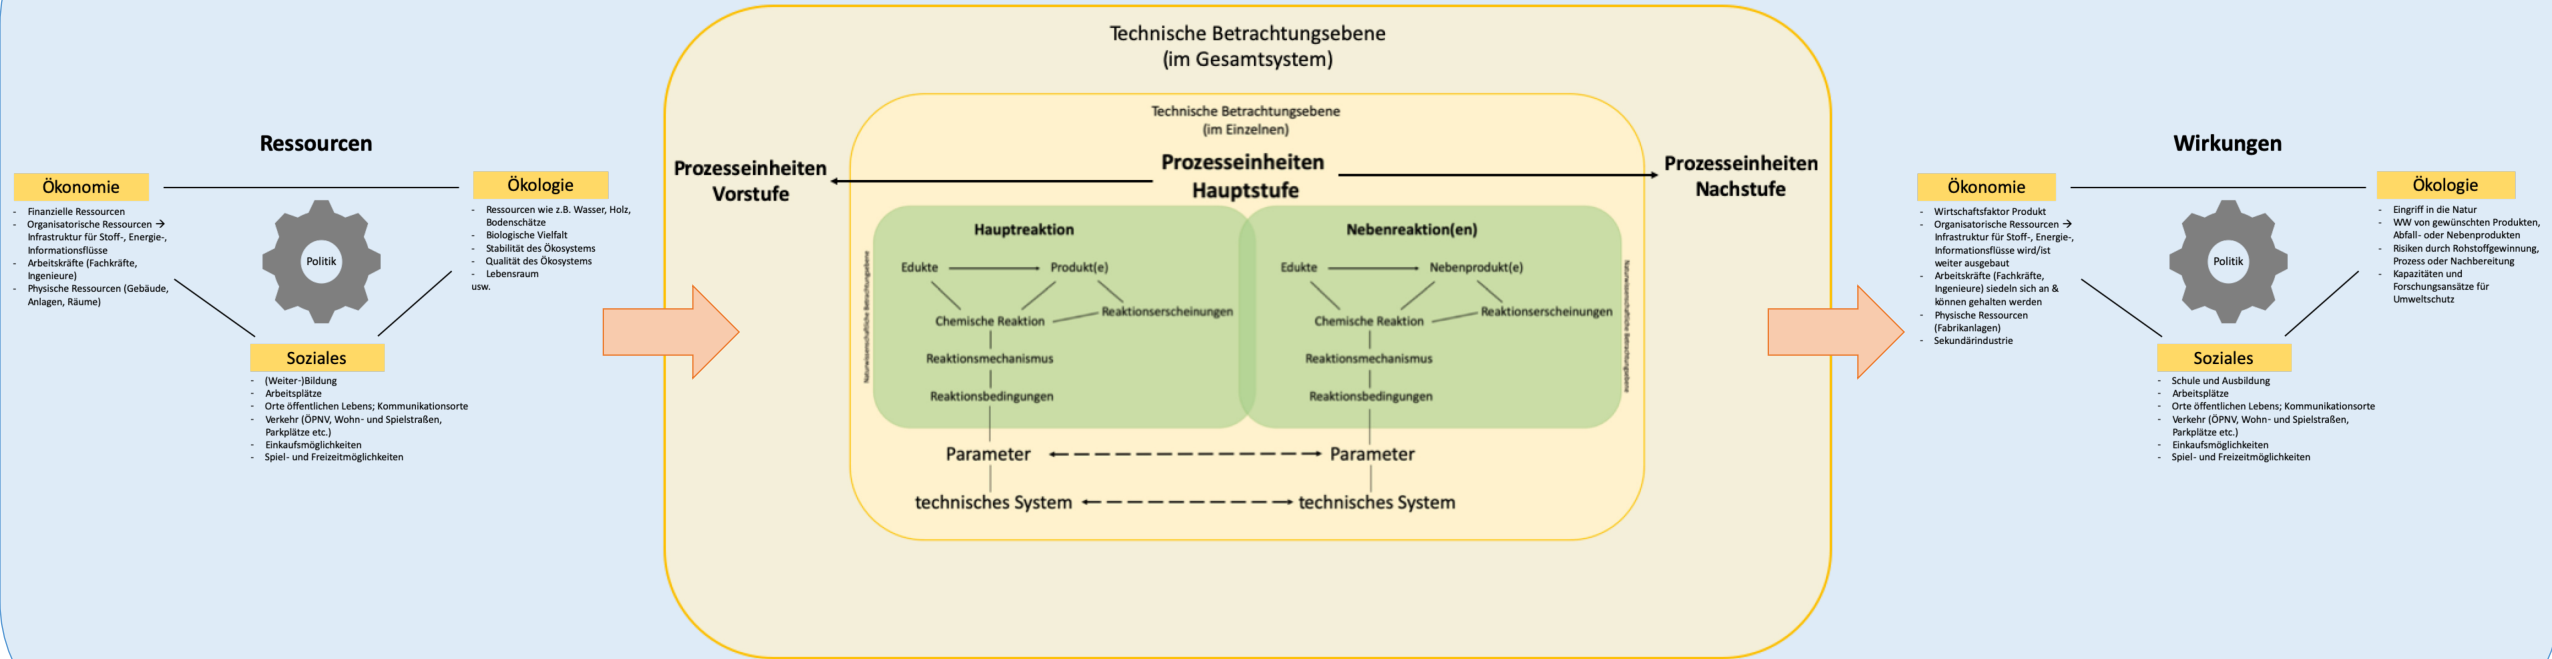 Ressourcen
Ökonomie
- Finanzielle Ressourcen
- Organisatorische Ressourcen →
Infrastruktur für Stoff-, Energie-,
Informationsflüsse
- Arbeitskräfte (Fachkräfte,
Ingenieure)
- Physische Ressourcen (Gebäude,
Anlagen, Räume)
Politik
Ökologie
- Ressourcen wie z.B. Wasser, Holz,
Bodenschätze
- Biologische Vielfalt
- Stabilität des Ökosystems
- Qualität des Ökosystems
- Lebensraum
usw.
Soziales
- (Weiter-)Bildung
- Arbeitsplätze
- Orte öffentlichen Lebens; Kommunikationsorte
- Verkehr (ÖPNV, Wohn- und Spielstraßen,
Parkplätze etc.)
- Einkaufsmöglichkeiten
- Spiel- und Freizeitmöglichkeiten
Technische Betrachtungsebene
(im Gesamtsystem)
Technische Betrachtungsebene
(im Einzelnen)
Prozesseinheiten
Vorstufe
Prozesseinheiten
Hauptstufe
Prozesseinheiten
Nachstufe
Naturwissenschaftliche Betrachtungsebene
Hauptreaktion
Edukte
Produkt(e)
Chemische Reaktion
Reaktionserscheinungen
Reaktionsmechanismus
Reaktionsbedingungen
Parameter
technisches System
Nebenreaktion(en)
Edukte
Nebenprodukt(e)
Chemische Reaktion
Reaktionserscheinungen
Reaktionsmechanismus
Reaktionsbedingungen
Parameter
technisches System
Naturwissenschaftliche Betrachtungsebene
Wirkungen
Ökonomie
- Wirtschaftsfaktor Produkt
- Organisatorische Ressourcen →
Infrastruktur für Stoff-, Energie-,
Informationsflüsse wird/ist
weiter ausgebaut
- Arbeitskräfte (Fachkräfte,
Ingenieure) siedeln sich an &
können gehalten werden
- Physische Ressourcen
(Fabrikanlagen)
- Sekundärindustrie
Politik
Ökologie
- Eingriff in die Natur
- WW von gewünschten Produkten,
Abfall- oder Nebenprodukten
- Risiken durch Rohstoffgewinnung,
Prozess oder Nachbereitung
- Kapazitäten und
Forschungsansätze für
Umweltschutz
Soziales
- Schule und Ausbildung
- Arbeitsplätze
- Orte öffentlichen Lebens; Kommunikationsorte
- Verkehr (ÖPNV, Wohn- und Spielstraßen,
Parkplätze etc.)
- Einkaufsmöglichkeiten
- Spiel- und Freizeitmöglichkeiten